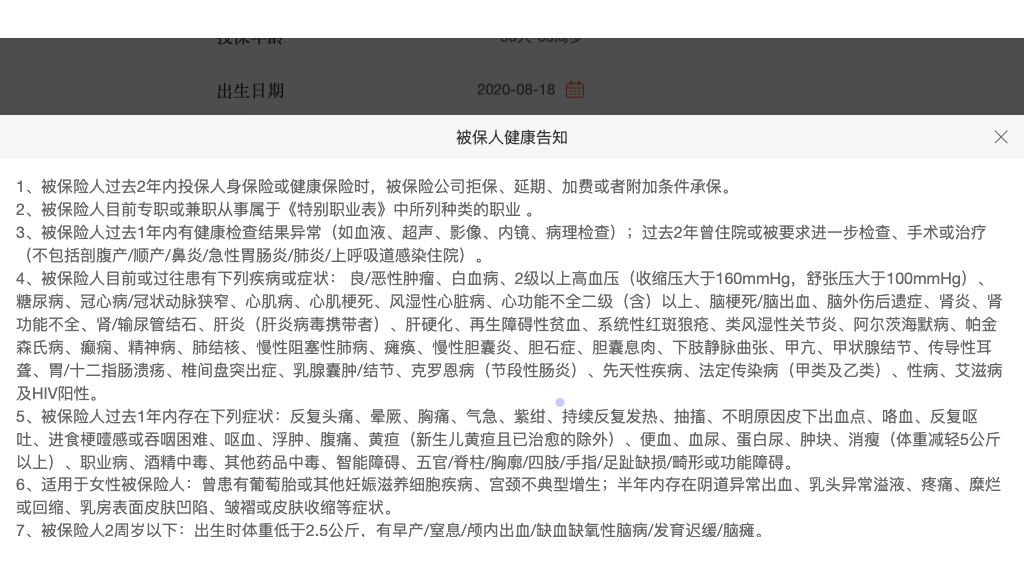 出生日期 2020-08-18
被保人健康告知
1、被保险人过去2年内投保人身保险或健康保险时，被保险公司拒保、延期、加费或者附加条件承保。
2、被保险人目前专职或兼职从事属于《特别职业表》中所列种类的职业 。
3、被保险人过去1年内有健康检查结果异常（如血液、超声、影像、内镜、病理检查）；过去2年曾住院或被要求进一步检查、手术或治疗
（不包括剖腹产/顺产/鼻炎/急性胃肠炎/肺炎/上呼吸道感染住院）。
4、被保险人目前或过往患有下列疾病或症状： 良/恶性肿瘤、白血病、2级以上高血压（收缩压大于160mmHg，舒张压大于100mmHg）、
糖尿病、冠心病/冠状动脉狭窄、心肌病、心肌梗死、风湿性心脏病、心功能不全二级（含）以上、脑梗死/脑出血、脑外伤后遗症、肾炎、肾
功能不全、肾/输尿管结石、肝炎（肝炎病毒携带者）、肝硬化、再生障碍性贫血、系统性红斑狼疮、类风湿性关节炎、阿尔茨海默病、帕金
森氏病、癫痫、精神病、肺结核、慢性阻塞性肺病、瘫痪、慢性胆囊炎、胆石症、胆囊息肉、下肢静脉曲张、甲亢、甲状腺结节、传导性耳
聋、胃/十二指肠溃疡、椎间盘突出症、乳腺囊肿/结节、克罗恩病（节段性肠炎）、先天性疾病、法定传染病（甲类及乙类）、性病、艾滋病
及HIV阳性。
5、被保险人过去1年内存在下列症状：反复头痛、晕厥、胸痛、气急、紫绀、持续反复发热、抽搐、不明原因皮下出血点、咯血、反复呕
吐、进食梗噎感或吞咽困难、呕血、浮肿、腹痛、黄疸（新生儿黄疸且已治愈的除外）、便血、血尿、蛋白尿、肿块、消瘦（体重减轻5公斤
以上）、职业病、酒精中毒、其他药品中毒、智能障碍、五官/脊柱/胸廓/四肢/手指/足趾缺损/畸形或功能障碍。
6、适用于女性被保险人：曾患有葡萄胎或其他妊娠滋养细胞疾病、宫颈不典型增生；半年内存在阴道异常出血、乳头异常溢液、疼痛、糜烂
或回缩、乳房表面皮肤凹陷、皱褶或皮肤收缩等症状。
7、被保险人2周岁以下：出生时体重低于2.5公斤，有早产/窒息/颅内出血/缺血缺氧性脑病/发育迟缓/脑瘫。